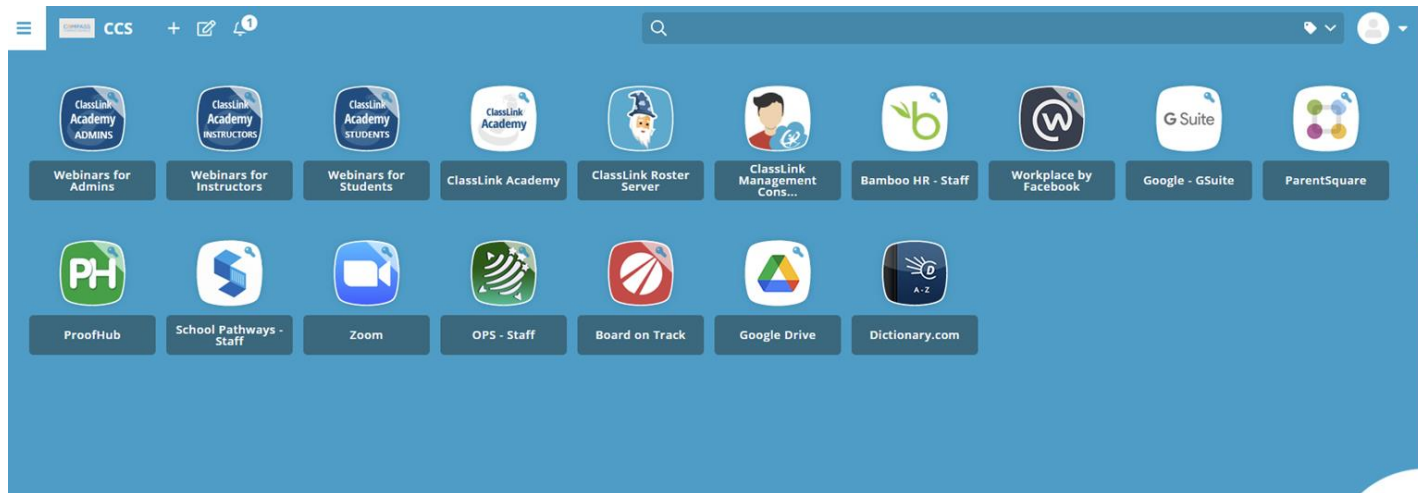 COMPASS
CCS
1
ClassLink
Academy
ADMINS
ClassLink
Academy
INSTRUCTORS
ClassLink
Academy
STUDENTS
ClassLink
Academy
G Suite
Webinars for
Admins
Webinars for
Instructors
Webinars for
Students
ClassLink Academy
ClassLink Roster
Server
ClassLink
Management
Cons...
Bamboo HR - Staff
Workplace by
Facebook
Google - GSuite
ParentSquare
PH
D
A-Z
ProofHub
School Pathways -
Staff
Zoom
OPS - Staff
Board on Track
Google Drive
Dictionary.com